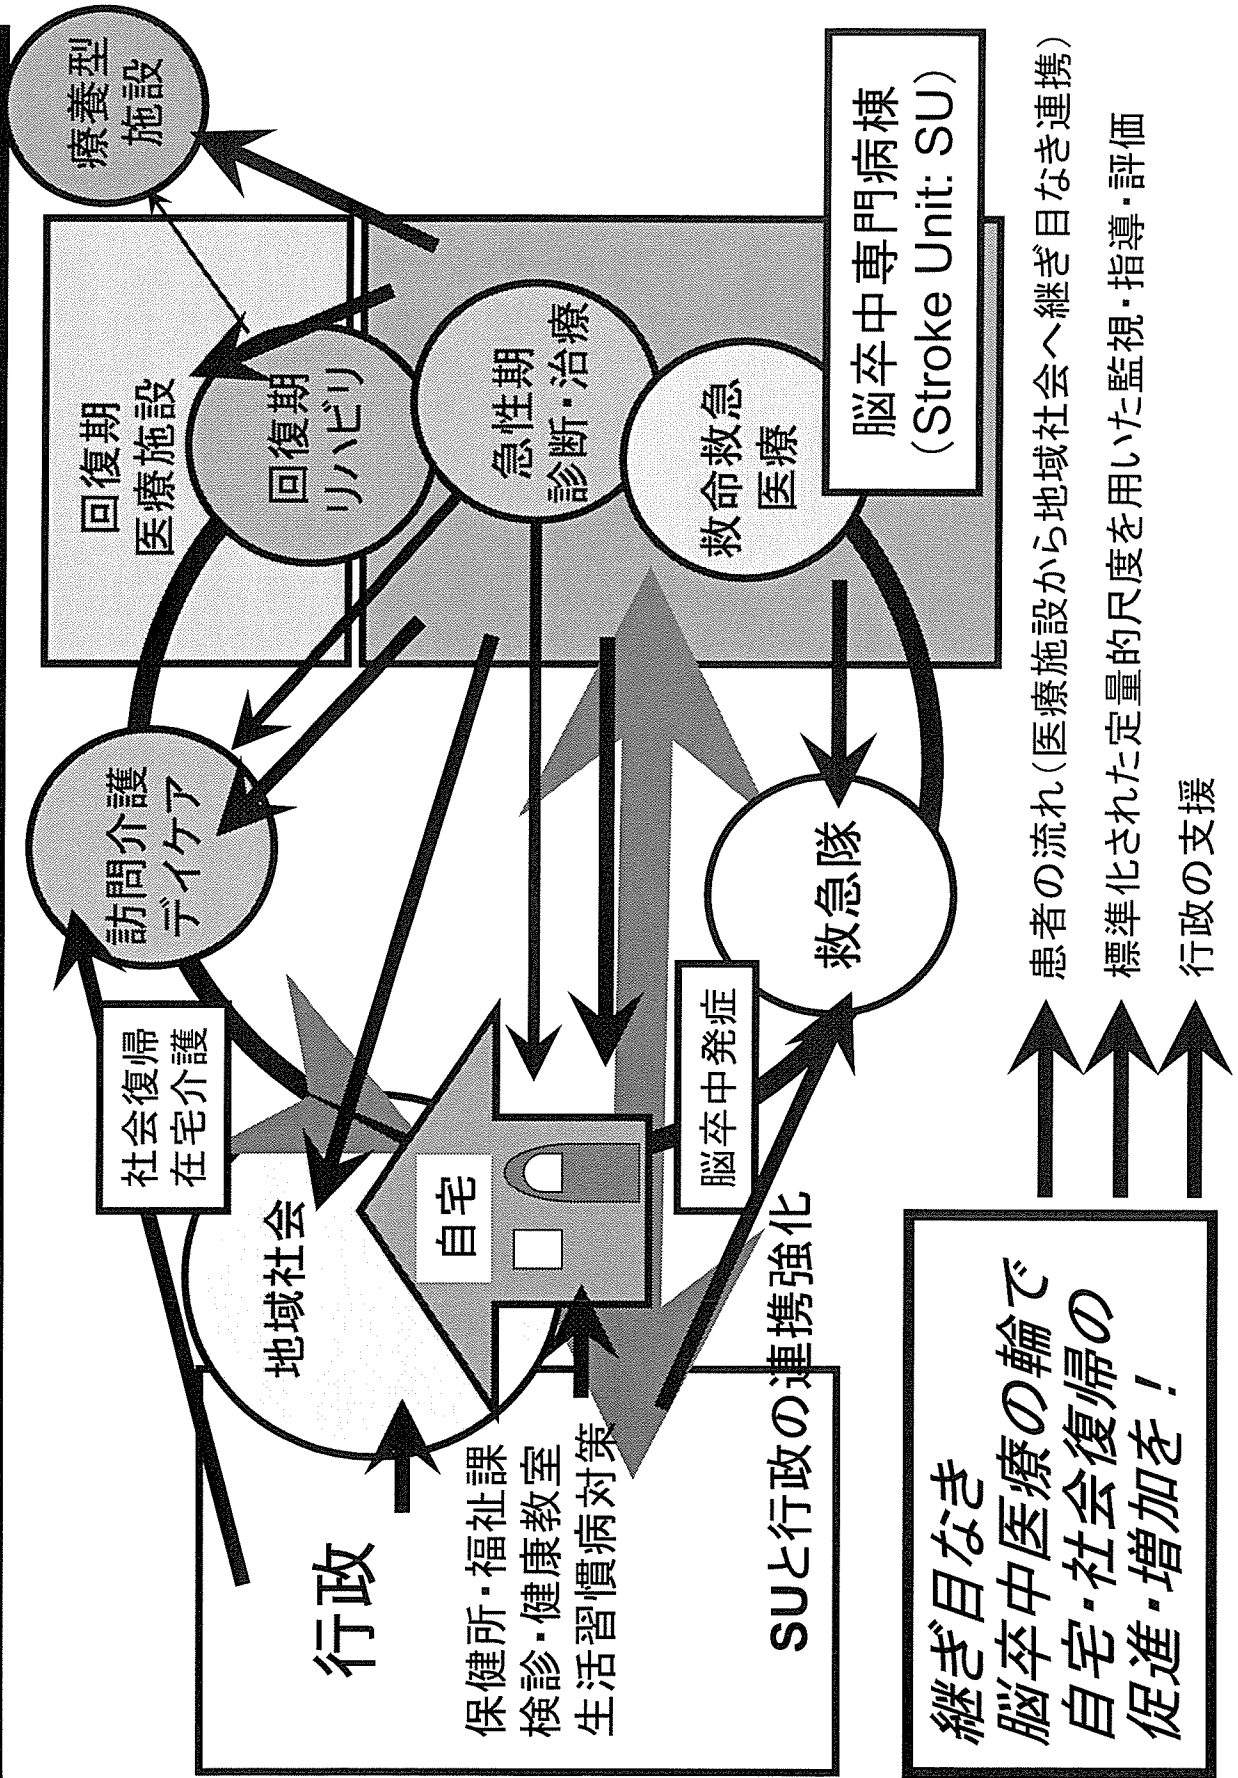 療養型
施設
回復期
医療施設
回復期
リハビリ
急性期
診断・治療
救命救急
医療
脳卒中専門病棟
(Stroke Unit: SU)
訪問介護
デイケア
社会復帰
在宅介護
地域社会
自宅
脳卒中発症
救急隊
行政
保健所・福祉課
検診・健康教室
生活習慣病対策
SUと行政の連携強化
継ぎ目なき
脳卒中医療の輪で
自宅・社会復帰の
促進・増加を！
患者の流れ(医療施設から地域社会へ継ぎ目なき連携)
標準化された定量的尺度を用いた監視・指導・評価
行政の支援